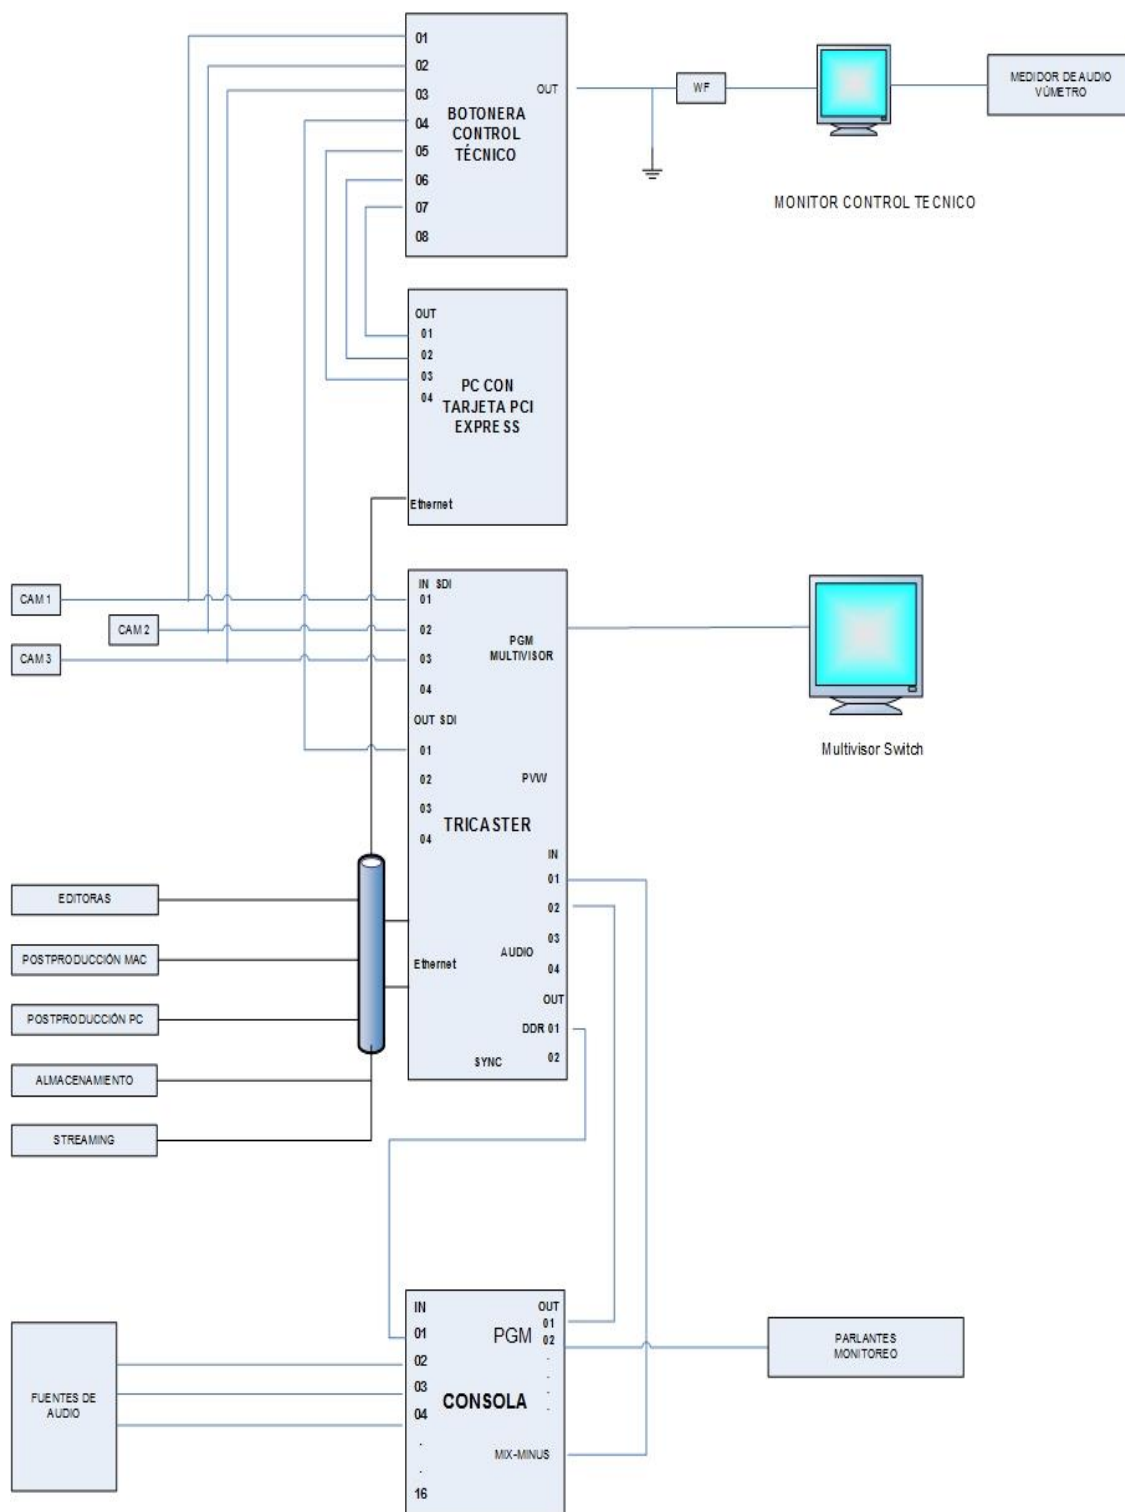 01
02
03
04
05
06
07
08
BOTONERA
CONTROL
TÉCNICO
OUT
WF
MEDIDOR DE AUDIO
VÚMETRO
MONITOR CONTROL TECNICO
OUT
01
02
03
04
PC CON
TARJETA PCI
EXPRESS
Ethernet
CAM 1
CAM 2
CAM 3
IN SDI
01
02
03
04
OUT SDI
01
02
03
04
PGM
MULTIVISOR
PVW
TRICASTER
IN
01
02
03
04
AUDIO
OUT
DDR 01
02
SYNC
Ethernet
Multivisor Switch
EDITORAS
POSTPRODUCCIÓN MAC
POSTPRODUCCIÓN PC
ALMACENAMIENTO
STREAMING
FUENTES DE
AUDIO
IN
01
02
03
04
.
.
16
OUT
01
PGM 02
.
.
.
.
CONSOLA
MIX-MINUS
PARLANTES
MONITOREO